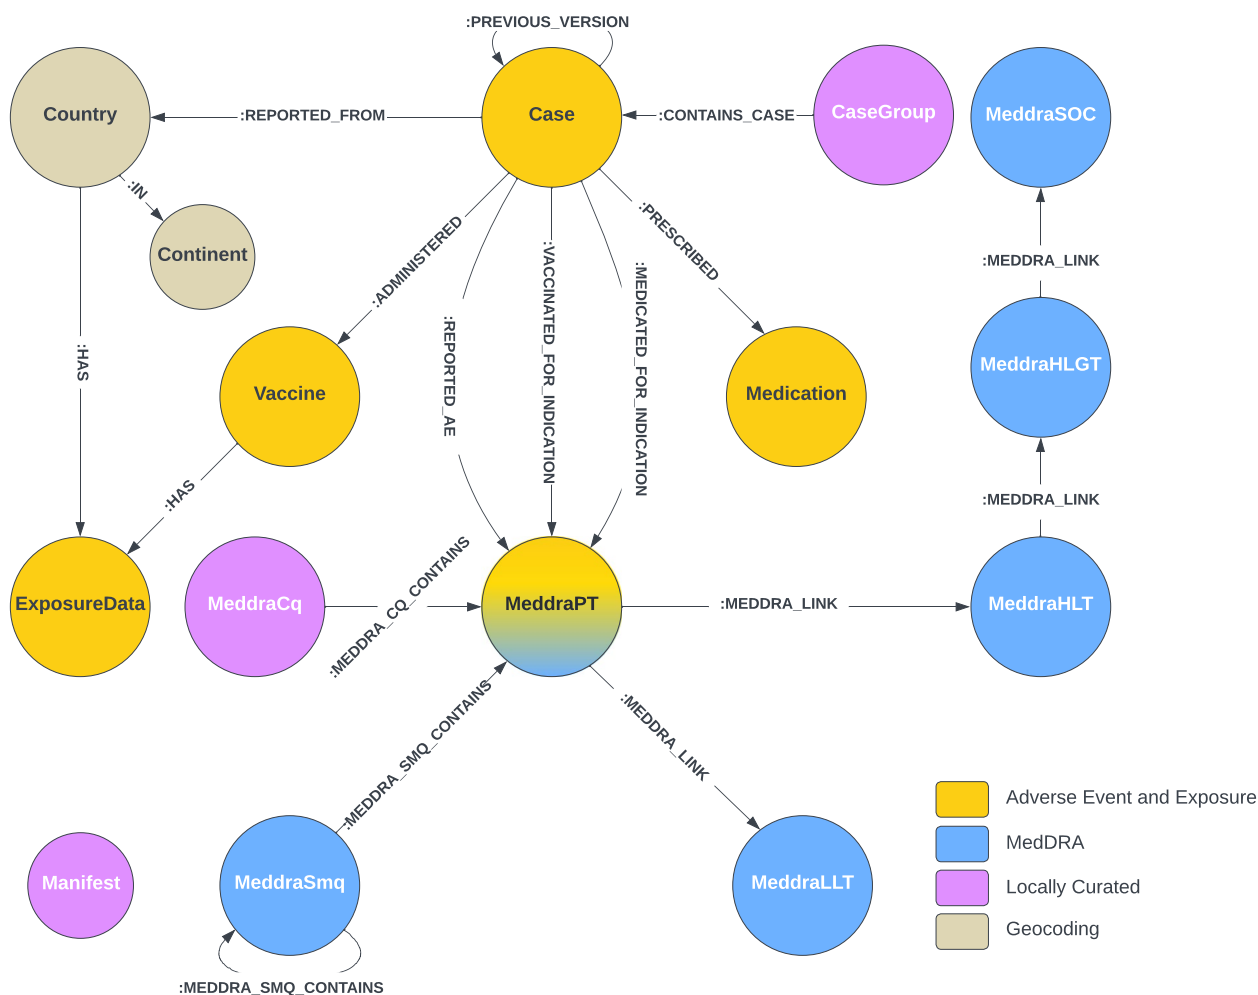 :PREVIOUS_VERSION
Country
:REPORTED_FROM
Case
:CONTAINS_CASE
CaseGroup
MeddraSOC
:IN
Continent
:ADMINISTERED
:PRESCRIBED
:MEDDRA_LINK
:HAS
:REPORTED_AE
:VACCINATED_FOR_INDICATION
:MEDICATED_FOR_INDICATION
Vaccine
Medication
MeddraHLGT
:HAS
:MEDDRA_LINK
ExposureData
MeddraCq
:MEDDRA_CQ_CONTAINS
MeddraPT
:MEDDRA_LINK
MeddraHLT
:MEDDRA_SMQ_CONTAINS
:MEDDRA_LINK
Manifest
MeddraSmq
MeddraLLT
:MEDDRA_SMQ_CONTAINS
Adverse Event and Exposure
MedDRA
Locally Curated
Geocoding